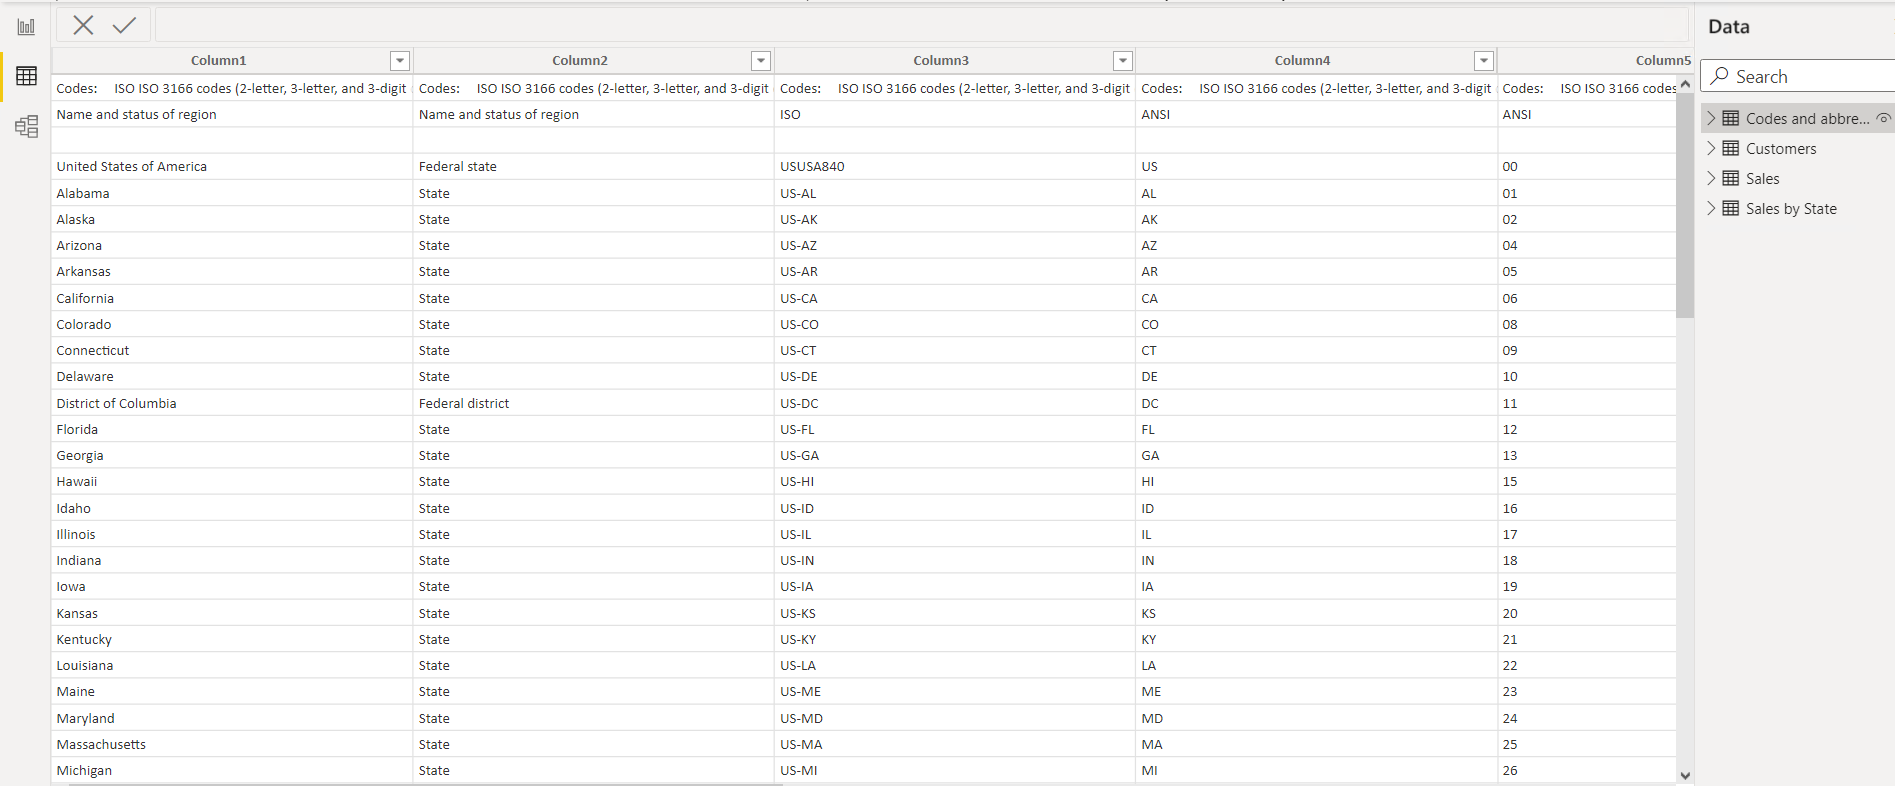 Column1 Column2 Column3 Column4 Column5
Codes: ISO ISO 3166 codes (2-letter, 3-letter, and 3-digit Codes: ISO ISO 3166 codes (2-letter, 3-letter, and 3-digit Codes: ISO ISO 3166 codes (2-letter, 3-letter, and 3-digit Codes: ISO ISO 3166 codes (2-letter, 3-letter, and 3-digit Codes: ISO ISO 3166 codes
Name and status of region Name and status of region ISO ANSI ANSI
United States of America Federal state USUSA840 US 00
Alabama State US-AL AL 01
Alaska State US-AK AK 02
Arizona State US-AZ AZ 04
Arkansas State US-AR AR 05
California State US-CA CA 06
Colorado State US-CO CO 08
Connecticut State US-CT CT 09
Delaware State US-DE DE 10
District of Columbia Federal district US-DC DC 11
Florida State US-FL FL 12
Georgia State US-GA GA 13
Hawaii State US-HI HI 15
Idaho State US-ID ID 16
Illinois State US-IL IL 17
Indiana State US-IN IN 18
Iowa State US-IA IA 19
Kansas State US-KS KS 20
Kentucky State US-KY KY 21
Louisiana State US-LA LA 22
Maine State US-ME ME 23
Maryland State US-MD MD 24
Massachusetts State US-MA MA 25
Michigan State US-MI MI 26
Data
Search
Codes and abbre...
Customers
Sales
Sales by State